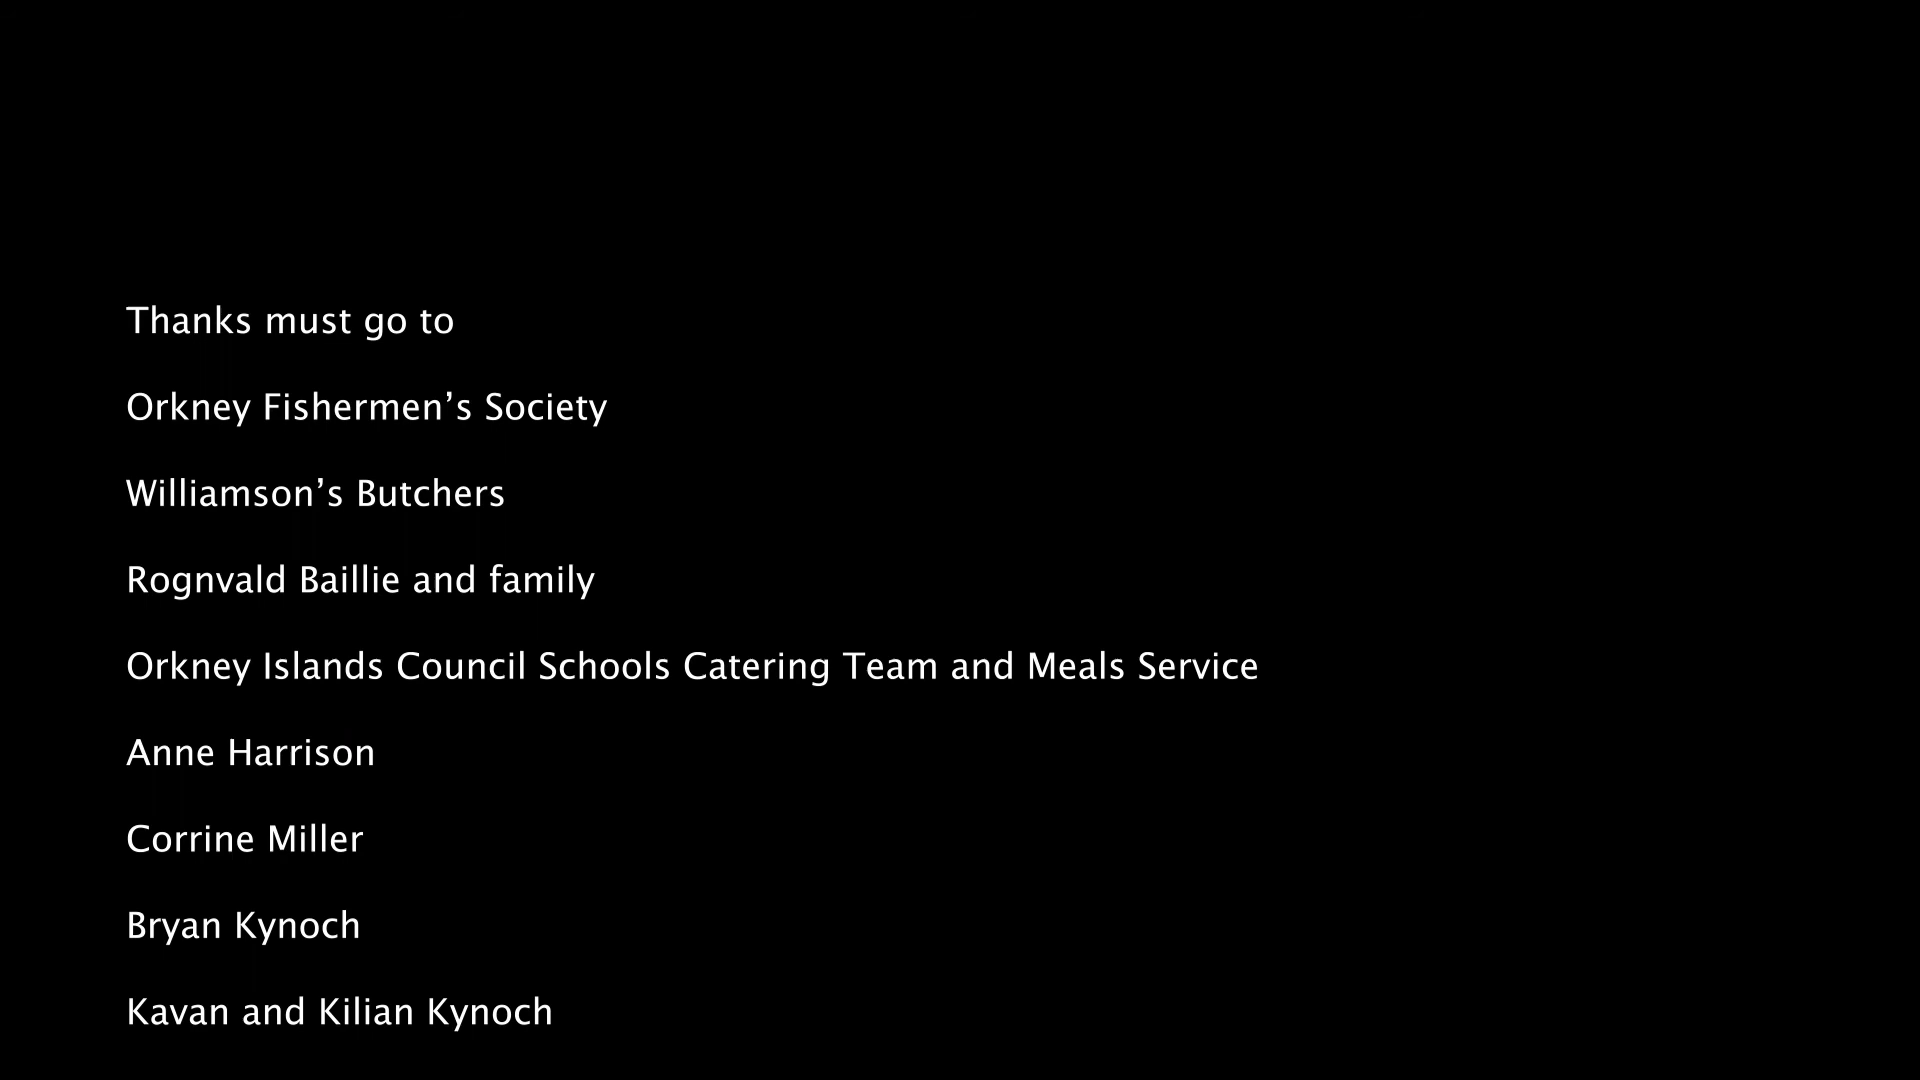 Thanks must go to
Orkney Fishermen’s Society
Williamson’s Butchers
Rognvald Baillie and family
Orkney Islands Council Schools Catering Team and Meals Service
Anne Harrison
Corrine Miller
Bryan Kynoch
Kavan and Kilian Kynoch